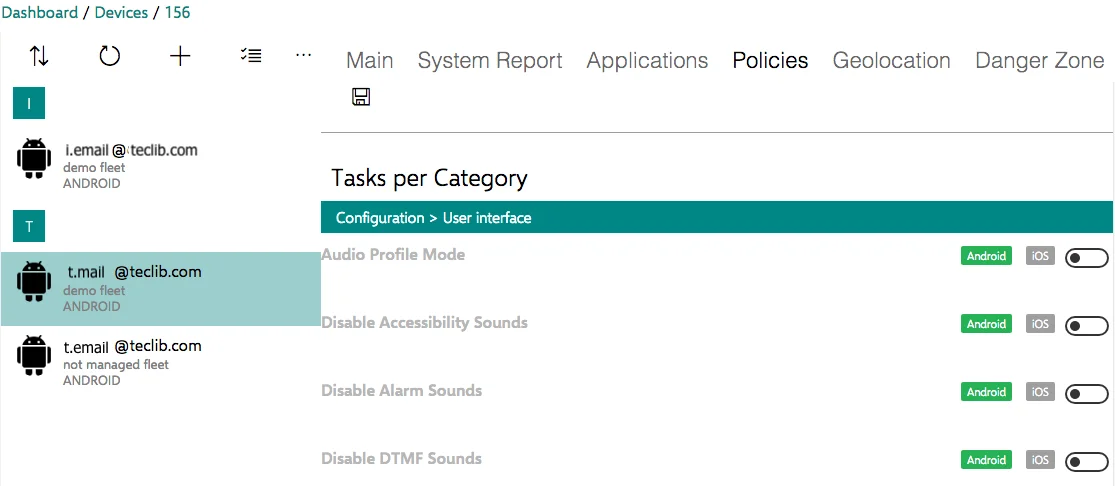 Dashboard / Devices / 156
Main System Report Applications Policies Geolocation Danger Zone
I
i.email@teclib.com
demo fleet
ANDROID
T
t.mail @teclib.com
demo fleet
ANDROID
t.email @teclib.com
not managed fleet
ANDROID
Tasks per Category
Configuration > User interface
Audio Profile Mode Android iOS
Disable Accessibility Sounds Android iOS
Disable Alarm Sounds Android iOS
Disable DTMF Sounds Android iOS